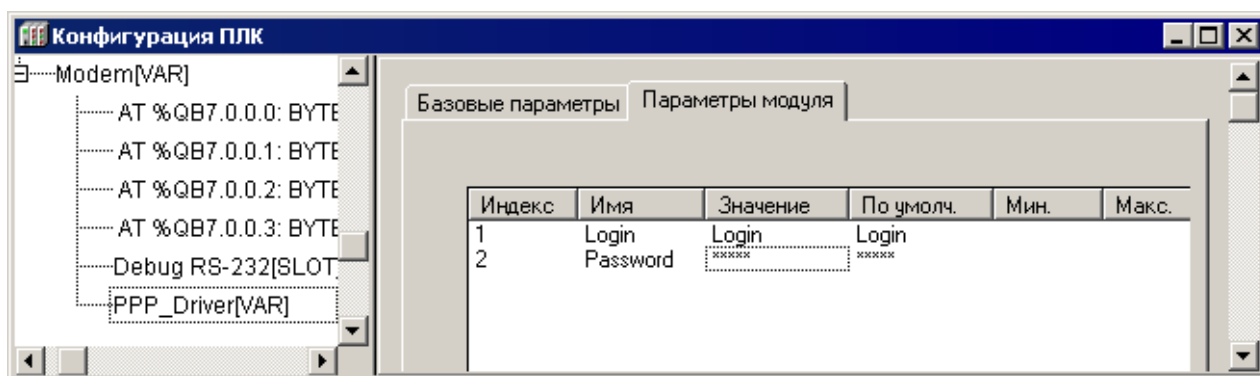 Конфигурация ПЛК
Modem[VAR]
AT %QB7.0.0.0: BYTE
AT %QB7.0.0.1: BYTE
AT %QB7.0.0.2: BYTE
AT %QB7.0.0.3: BYTE
Debug RS-232[SLOT]
PPP_Driver[VAR]
Базовые параметры Параметры модуля
Индекс Имя Значение По умолч. Мин. Макс.
1 Login Login Login
2 Password ***** *****